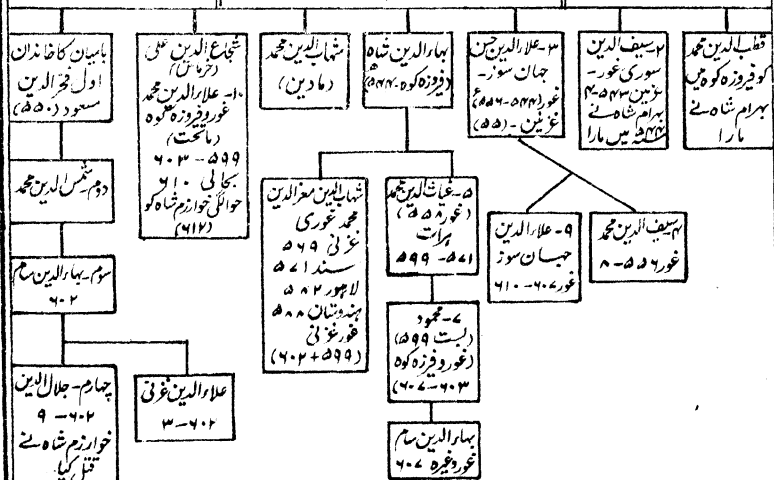 قطب الدین محمد
کو فیروزہ کوہ میں
بہرام شاہ نے
مارا
۲۔ سیف الدین
سوری غور۔
غزنین ۵۴۳-۴
بہرام شاہ نے
۵۴۴ھ میں مارا
۳۔ علاء الدین حسن
جہان سوز۔
غور (۵۴۴-۵۵۶)ء
غزنین۔ (۵۵)
بہاء الدین شاہ
(فیروزہ کوہ ۵۴۴)
شہاب الدین محمد
(مادین)
شجاع الدین علی
۱۰۔ علاء الدین محمد
غور و فیروزہ کوہ
(ماتحت)
۵۹۹-۶۰۳
بحالی ۶۱۰
حوالگی خوارزم شاہ کو
(۶۱۲)
بامیان کا خاندان
اول فخر الدین
مسعود (۵۵۰)
دوم۔ شمس الدین محمد
سوم۔ بہاء الدین سام
۶۰۲
چہارم۔ جلال الدین
۶۰۲-۹
خوارزم شاہ نے
قتل کیا
علاء الدین غزنی
۶۰۲-۳
شہاب الدین معز الدین
محمد غوری
غزنی ۵۶۹
سند ۵۷۱
لاہور ۵۸۲
ہندوستان ۵۸۸
غور غزنی
(۵۹۹+۶۰۲)
۵۔ غیاث الدین محمد
(غور ۵۵۸)
ہرات
۵۷۱-۵۹۹
۷۔ محمود
(بست ۵۹۹)
(غور و فیروزہ کوہ
۶۰۳-۶۰۷)
بہاء الدین سام
غور وغیرہ ۶۰۷
۹۔ علاء الدین
جہان سوز
غور ۶۰۷-۶۱۰
۴۔ سیف الدین محمد
غور ۵۵۶-۸